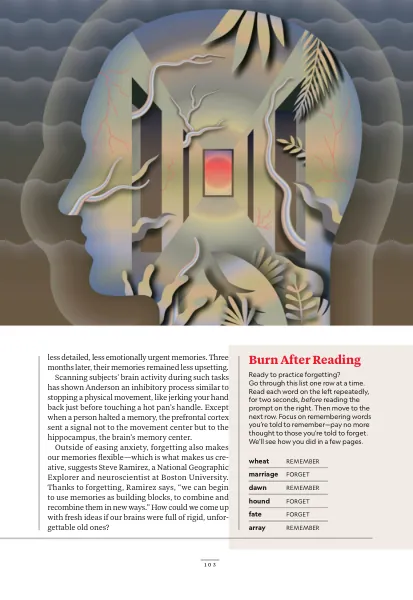 less detailed, less emotionally urgent memories. Three
months later, their memories remained less upsetting.
Scanning subjects' brain activity during such tasks
has shown Anderson an inhibitory process similar to
stopping a physical movement, like jerking your hand
back just before touching a hot pan's handle. Except
when a person halted a memory, the prefrontal cortex
sent a signal not to the movement center but to the
hippocampus, the brain's memory center.
Outside of easing anxiety, forgetting also makes
our memories flexible—which is what makes us cre-
ative, suggests Steve Ramirez, a National Geographic
Explorer and neuroscientist at Boston University.
Thanks to forgetting, Ramirez says, “we can begin
to use memories as building blocks, to combine and
recombine them in new ways.” How could we come up
with fresh ideas if our brains were full of rigid, unfor-
gettable old ones?
Burn After Reading
Ready to practice forgetting?
Go through this list one row at a time.
Read each word on the left repeatedly,
for two seconds, before reading the
prompt on the right. Then move to the
next row. Focus on remembering words
you're told to remember—pay no more
thought to those you're told to forget.
We'll see how you did in a few pages.
wheat REMEMBER
marriage FORGET
dawn REMEMBER
hound FORGET
fate FORGET
array REMEMBER
103